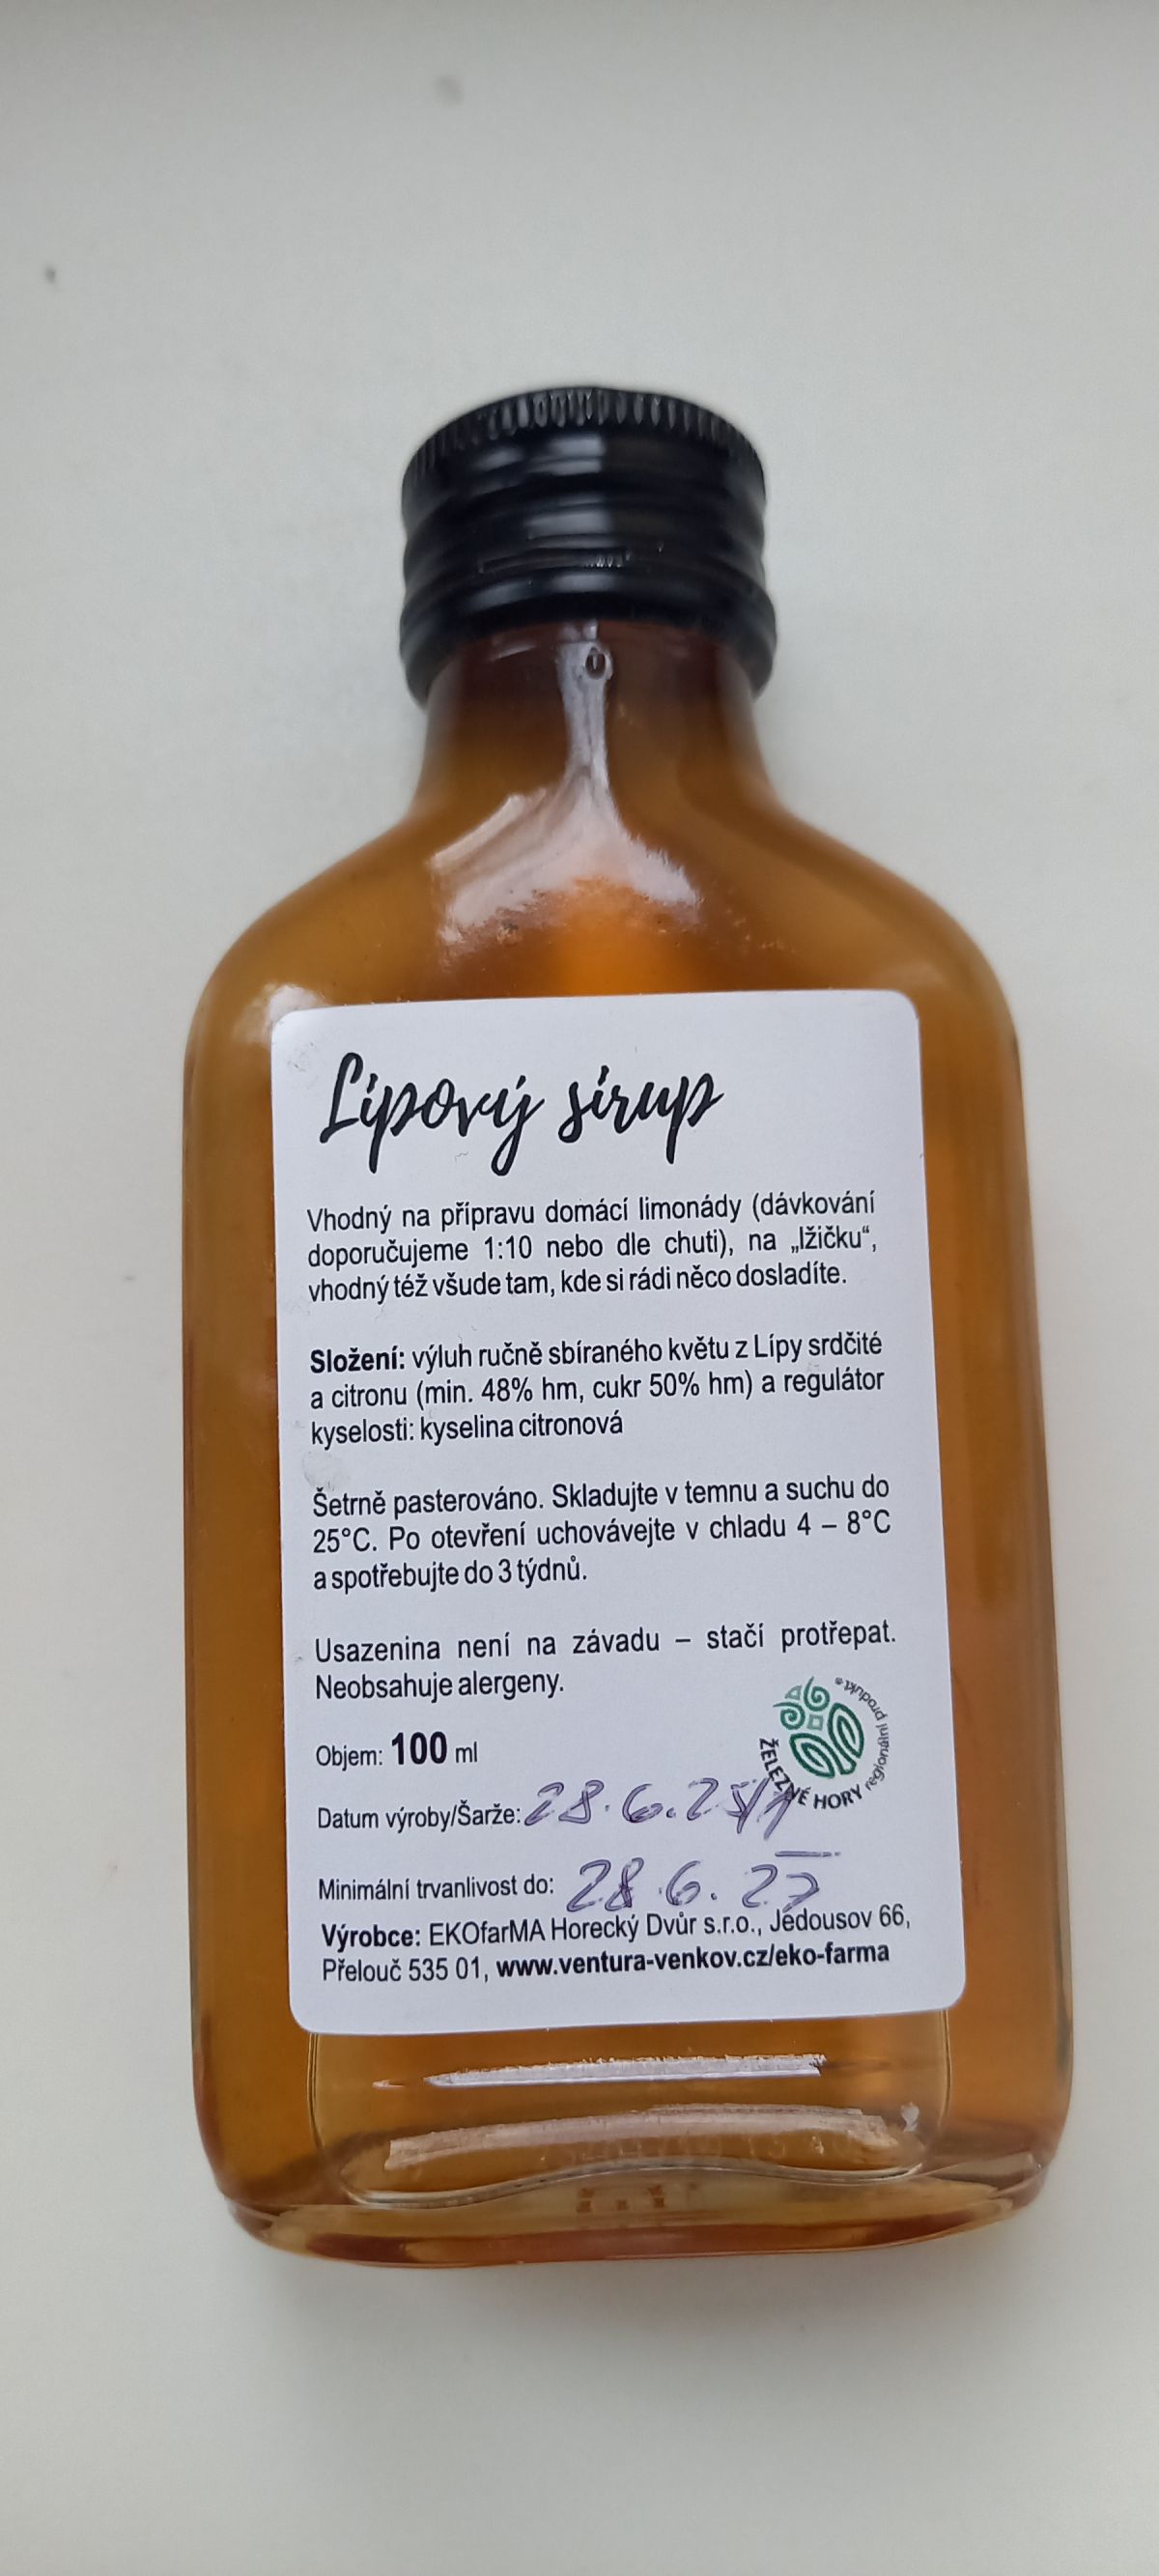 Lipový sirup
Vhodný na přípravu domácí limonády (dávkování
doporučujeme 1:10 nebo dle chuti), na „lžičku“,
vhodný též všude tam, kde si rádi něco dosladíte.
Složení: výluh ručně sbíraného květu z Lípy srdčité
a citronu (min. 48% hm, cukr 50% hm) a regulátor
kyselosti: kyselina citronová
Šetrně pasterováno. Skladujte v temnu a suchu do
25°C. Po otevření uchovávejte v chladu 4 – 8°C
a spotřebujte do 3 týdnů.
Usazenina není na závadu – stačí protřepat.
Neobsahuje alergeny.
ŽELEZNÉ HORY regionální produkt®
Objem: 100 ml
Datum výroby/Šarže: 28.6.25/1
Minimální trvanlivost do: 28.6.27
Výrobce: EKOfarMA Horecký Dvůr s.r.o., Jedousov 66,
Přelouč 535 01, www.ventura-venkov.cz/eko-farma